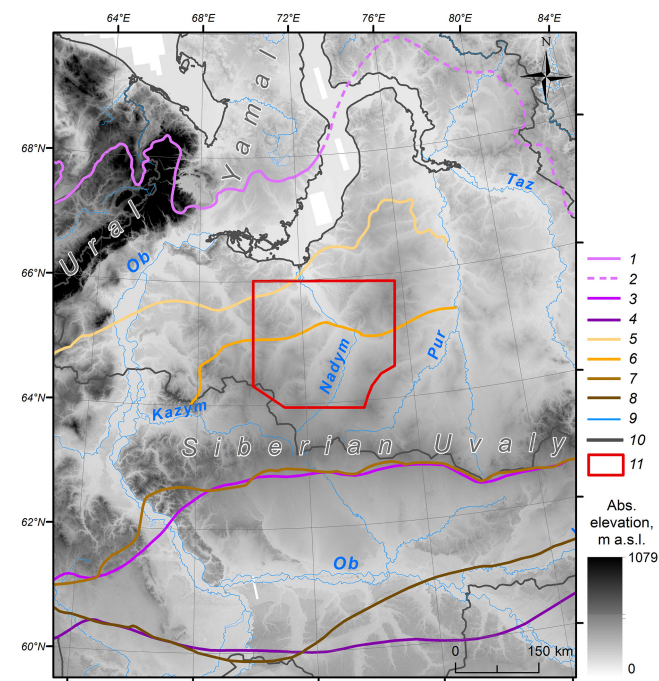 64°E 68°E 72°E 76°E 80°E 84°E
N
Yamal
68°N
Taz
Ural
Ob
66°N
1
2
3
4
5
6
7
8
9
10
11
Pur
Nadym
64°N
Kazym
Siberian Uvaly
62°N
Ob
60°N
0 150 km
Abs.
elevation,
m a.s.l.
1079
0